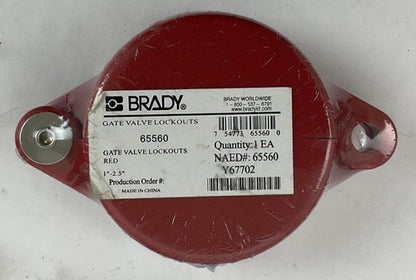 BRADY®
BRADY WORLDWIDE
1 - 800 - 537 - 8791
www.bradyid.com
GATE VALVE LOCKOUTS
65560
7 54773 65560 0
GATE VALVE LOCKOUTS
RED
Quantity:1 EA
NAED#: 65560
Y67702
1"-2.5"
Production Order #:
MADE IN CHINA